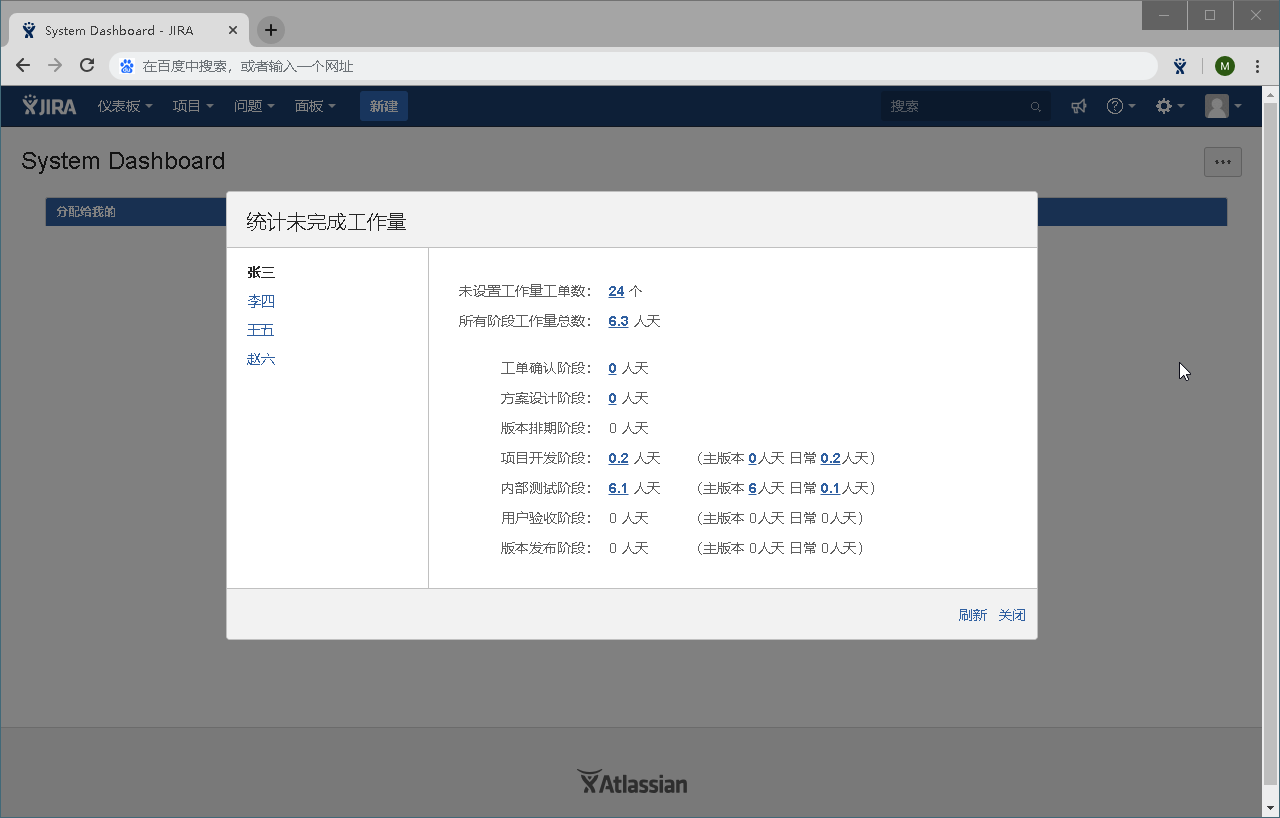 System Dashboard - JIRA
在百度中搜索，或者输入一个网址
M
JIRA 仪表板 项目 问题 面板 新建 搜索
System Dashboard
分配给我的
统计未完成工作量
张三
李四
王五
赵六
未设置工作量工单数： 24 个
所有阶段工作量总数： 6.3 人天
工单确认阶段： 0 人天
方案设计阶段： 0 人天
版本排期阶段： 0 人天
项目开发阶段： 0.2 人天 （主版本 0人天 日常 0.2人天）
内部测试阶段： 6.1 人天 （主版本 6人天 日常 0.1人天）
用户验收阶段： 0 人天 （主版本 0人天 日常 0人天）
版本发布阶段： 0 人天 （主版本 0人天 日常 0人天）
刷新 关闭
Atlassian